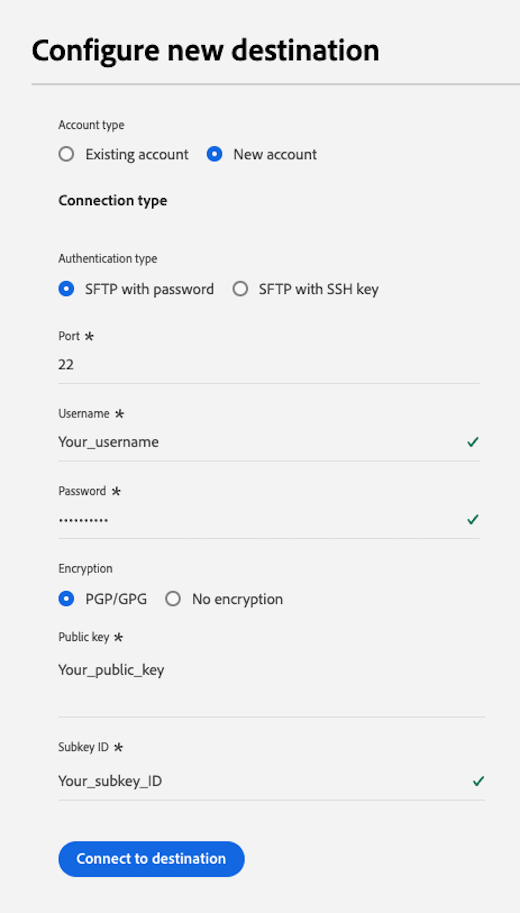 Configure new destination
Account type
Existing account New account
Connection type
Authentication type
SFTP with password SFTP with SSH key
Port *
22
Username *
Your_username
Password *
••••••••••
Encryption
PGP/GPG No encryption
Public key *
Your_public_key
Subkey ID *
Your_subkey_ID
Connect to destination